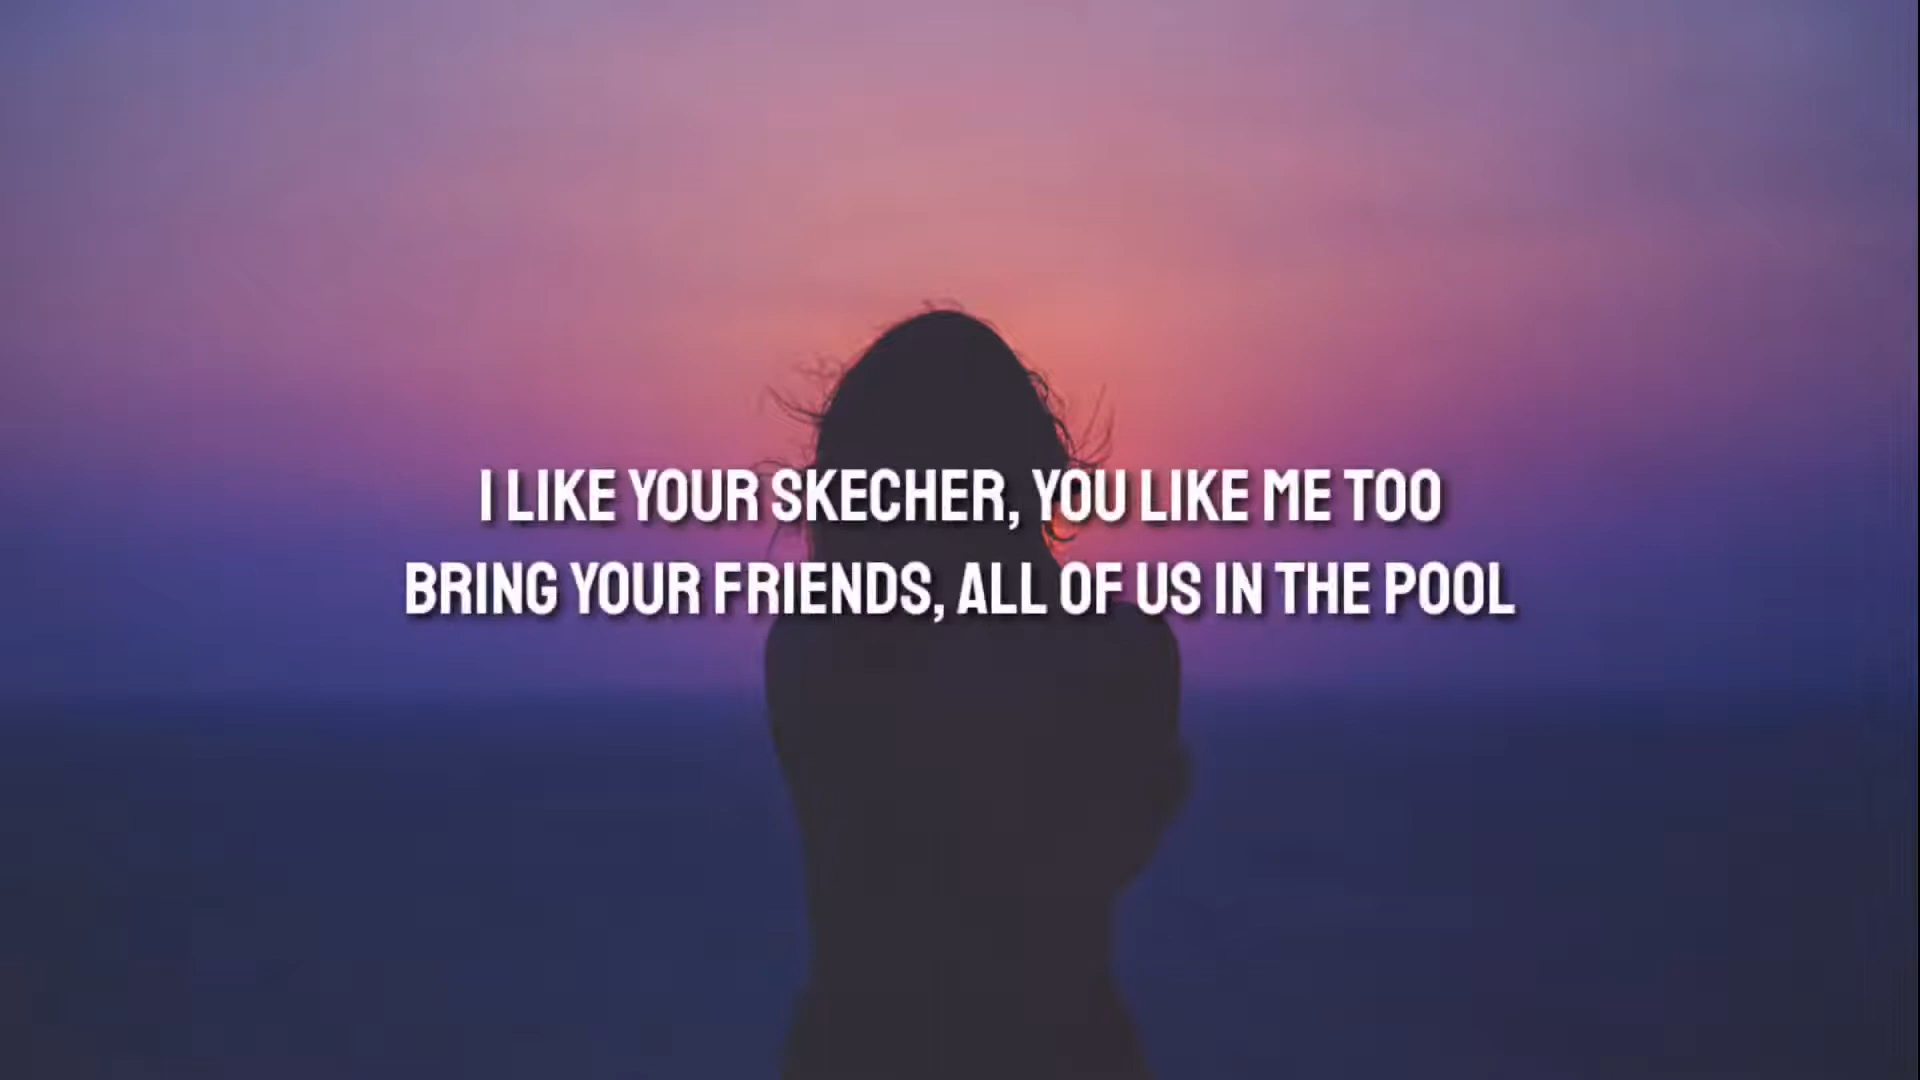 I LIKE YOUR SKECHER, YOU LIKE ME TOO
BRING YOUR FRIENDS, ALL OF US IN THE POOL